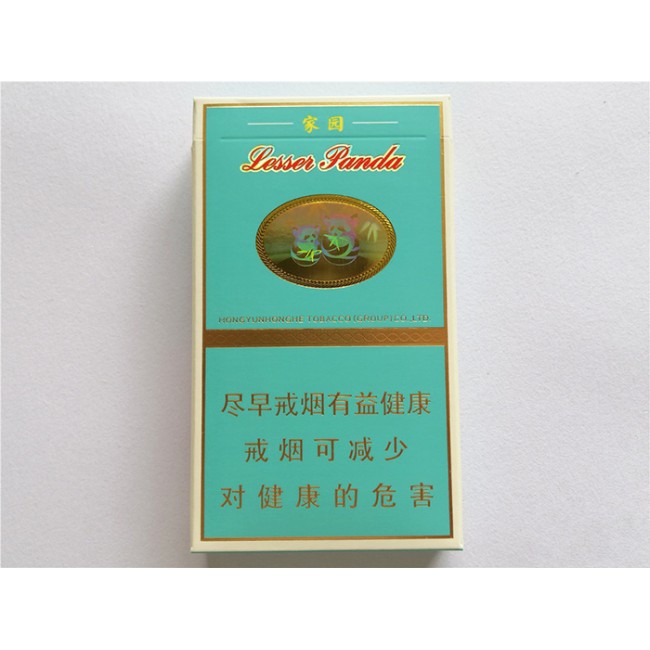 家园
Lesser Panda
HONGYUNHONGHE TOBACCO (GROUP) CO.,LTD.
尽早戒烟有益健康
戒烟可减少
对健康的危害